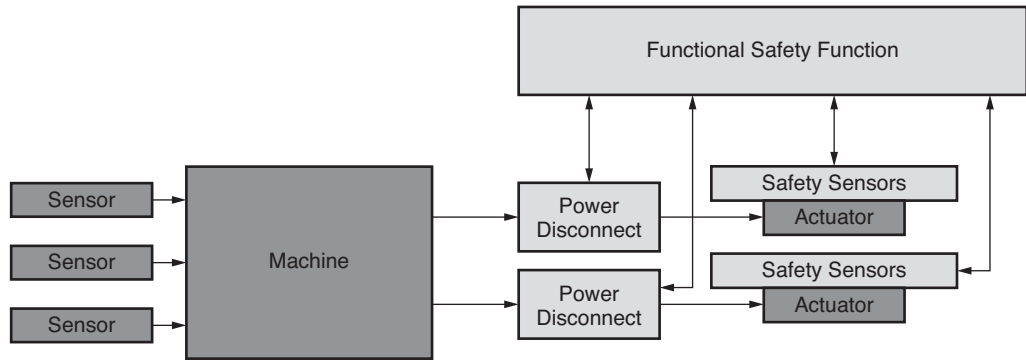 Functional Safety Function
Sensor
Sensor
Sensor
Machine
Power
Disconnect
Power
Disconnect
Safety Sensors
Actuator
Safety Sensors
Actuator